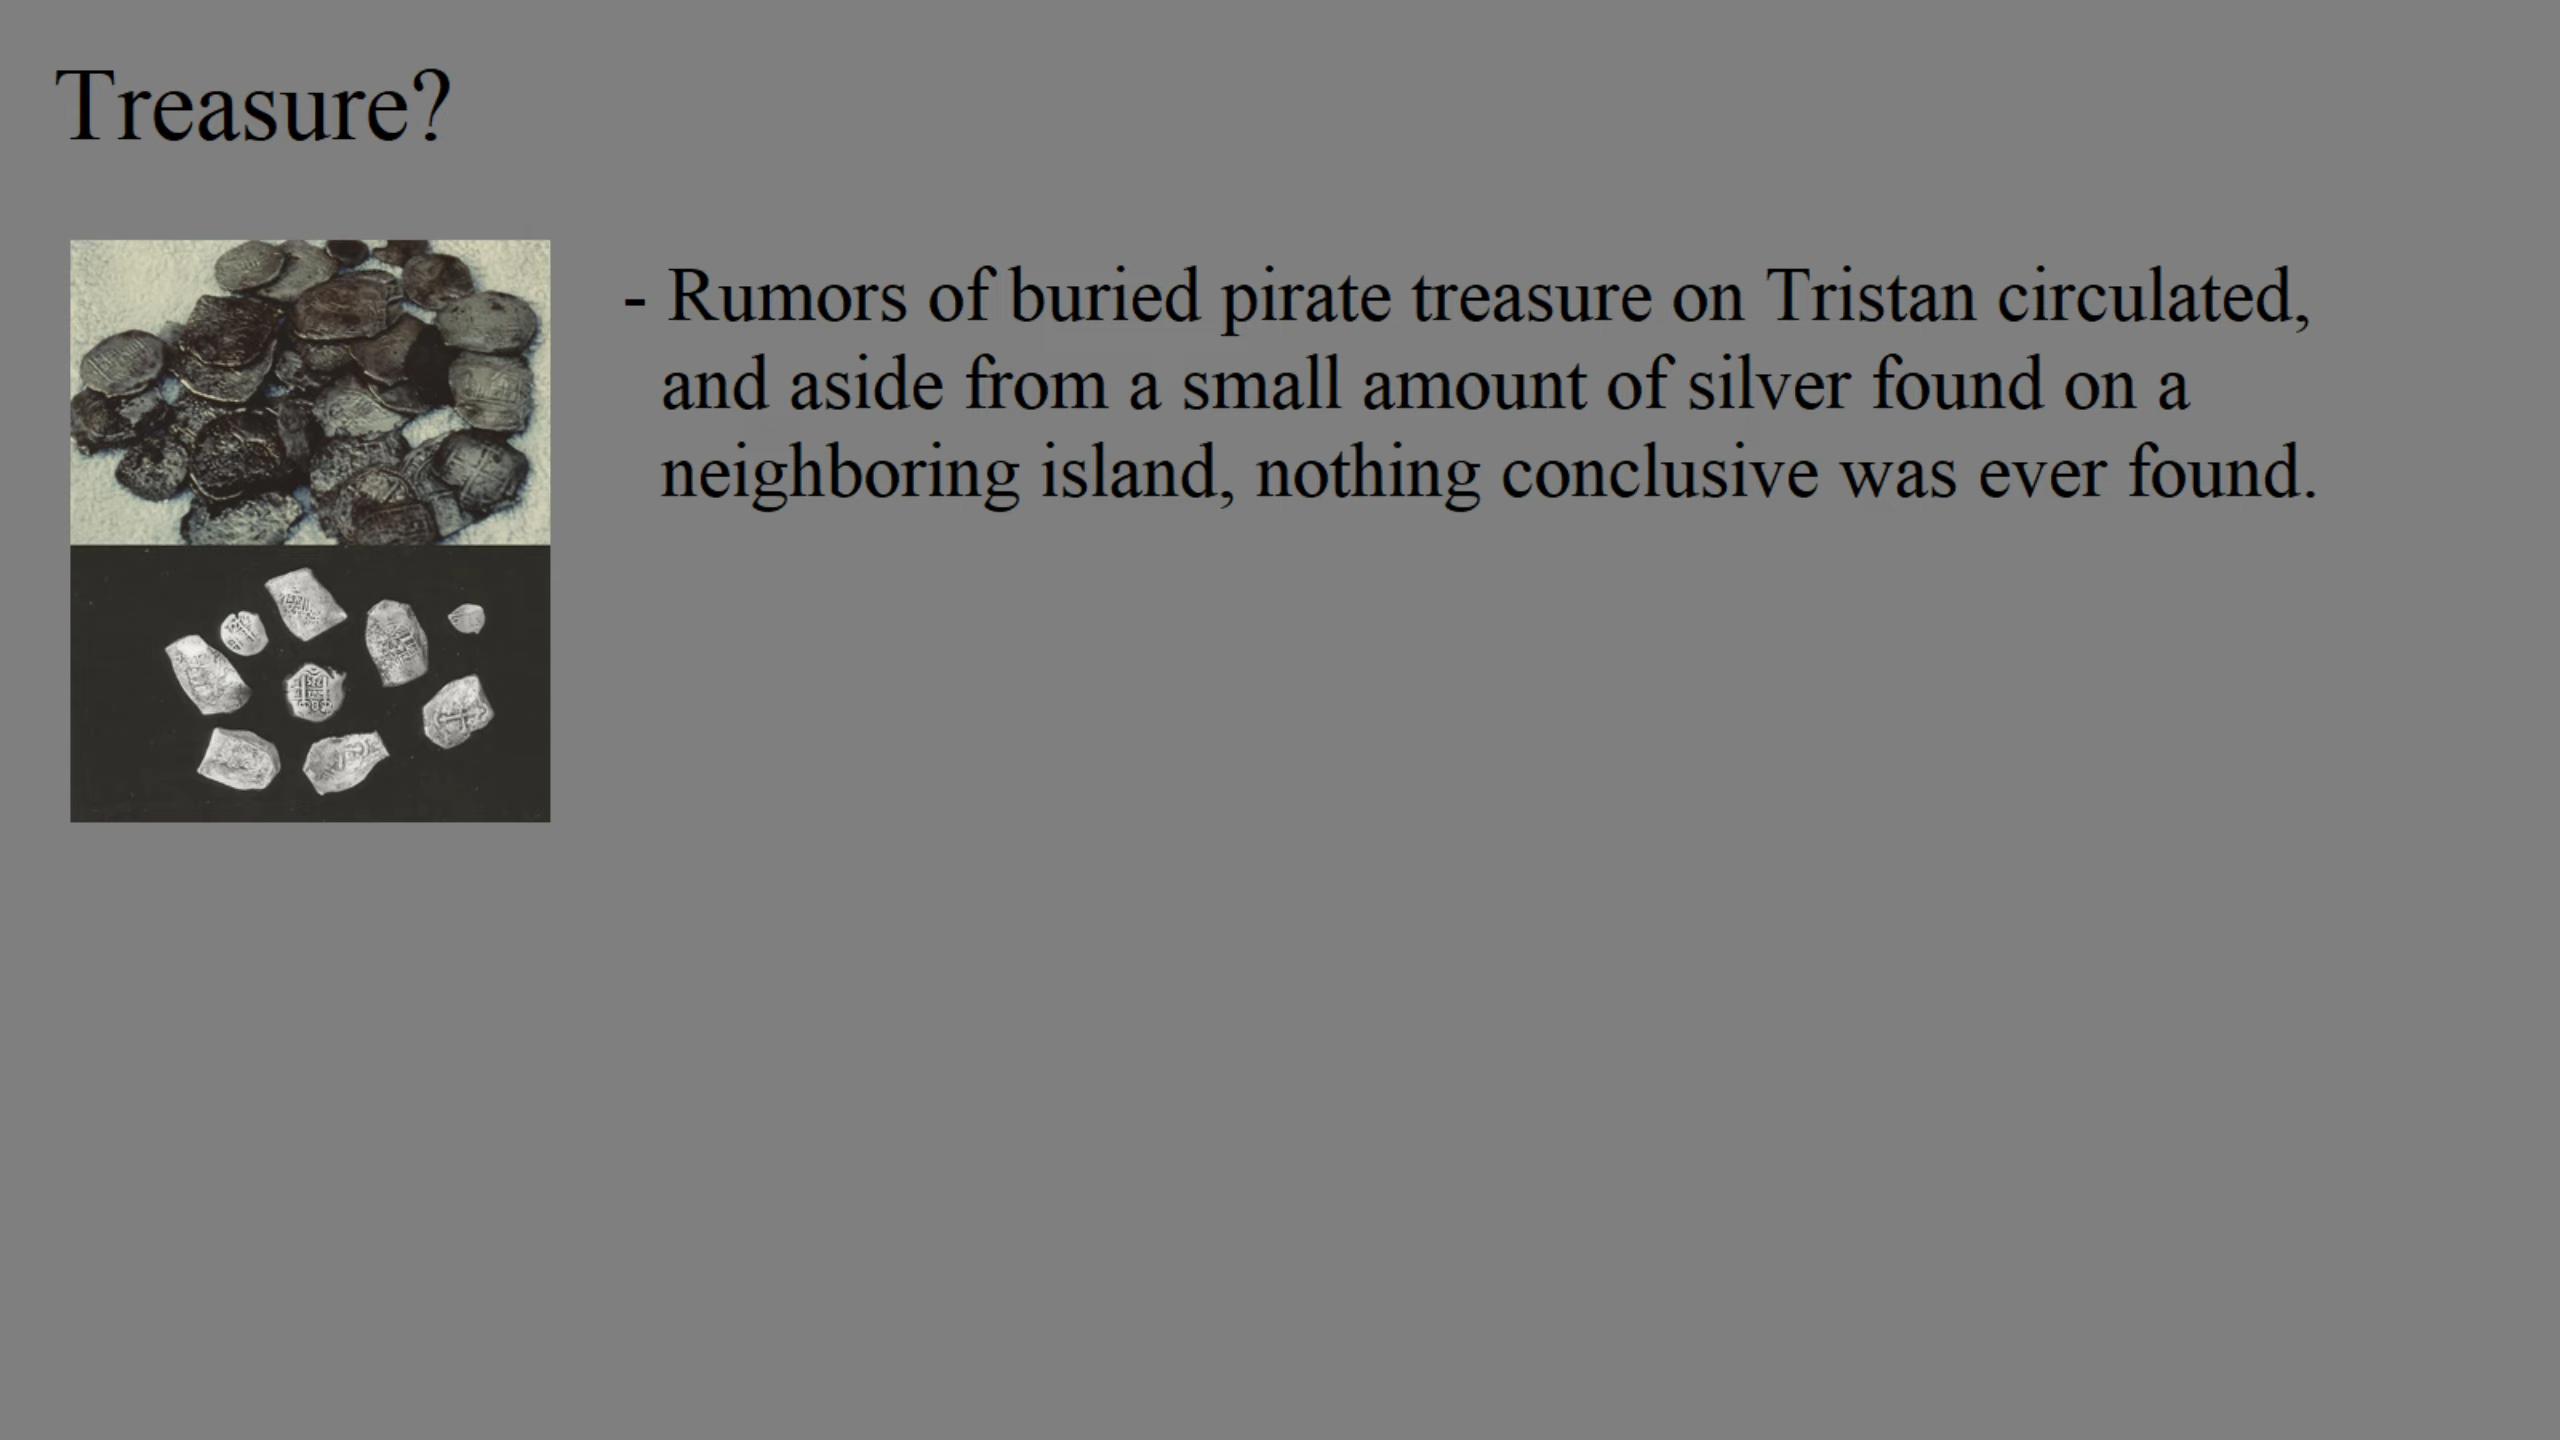 Treasure?
- Rumors of buried pirate treasure on Tristan circulated,
and aside from a small amount of silver found on a
neighboring island, nothing conclusive was ever found.